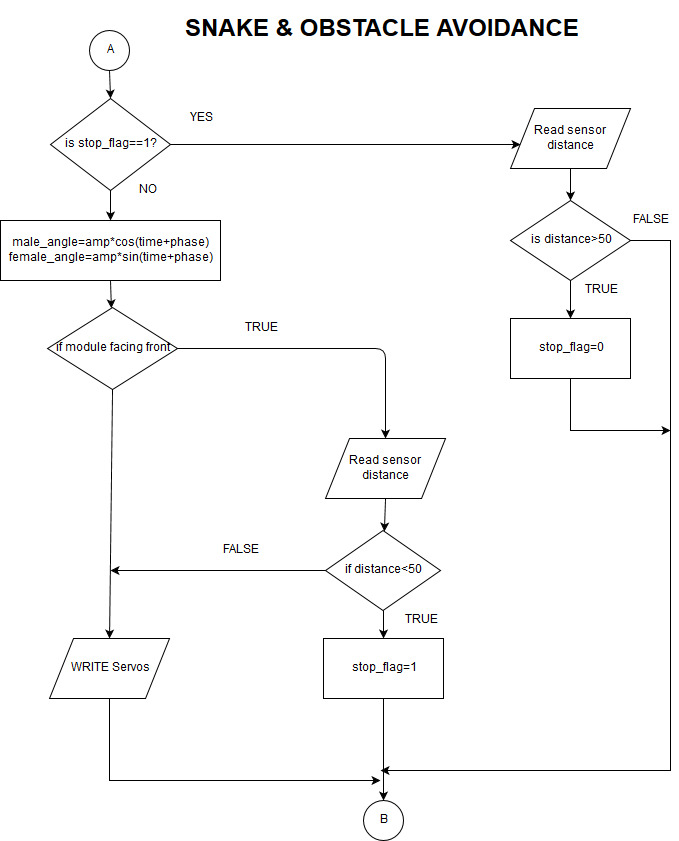 SNAKE & OBSTACLE AVOIDANCE
A
YES
is stop_flag==1?
Read sensor
distance
NO
male_angle=amp*cos(time+phase)
female_angle=amp*sin(time+phase)
FALSE
is distance>50
TRUE
TRUE
if module facing front
stop_flag=0
Read sensor
distance
FALSE
if distance<50
TRUE
WRITE Servos
stop_flag=1
B